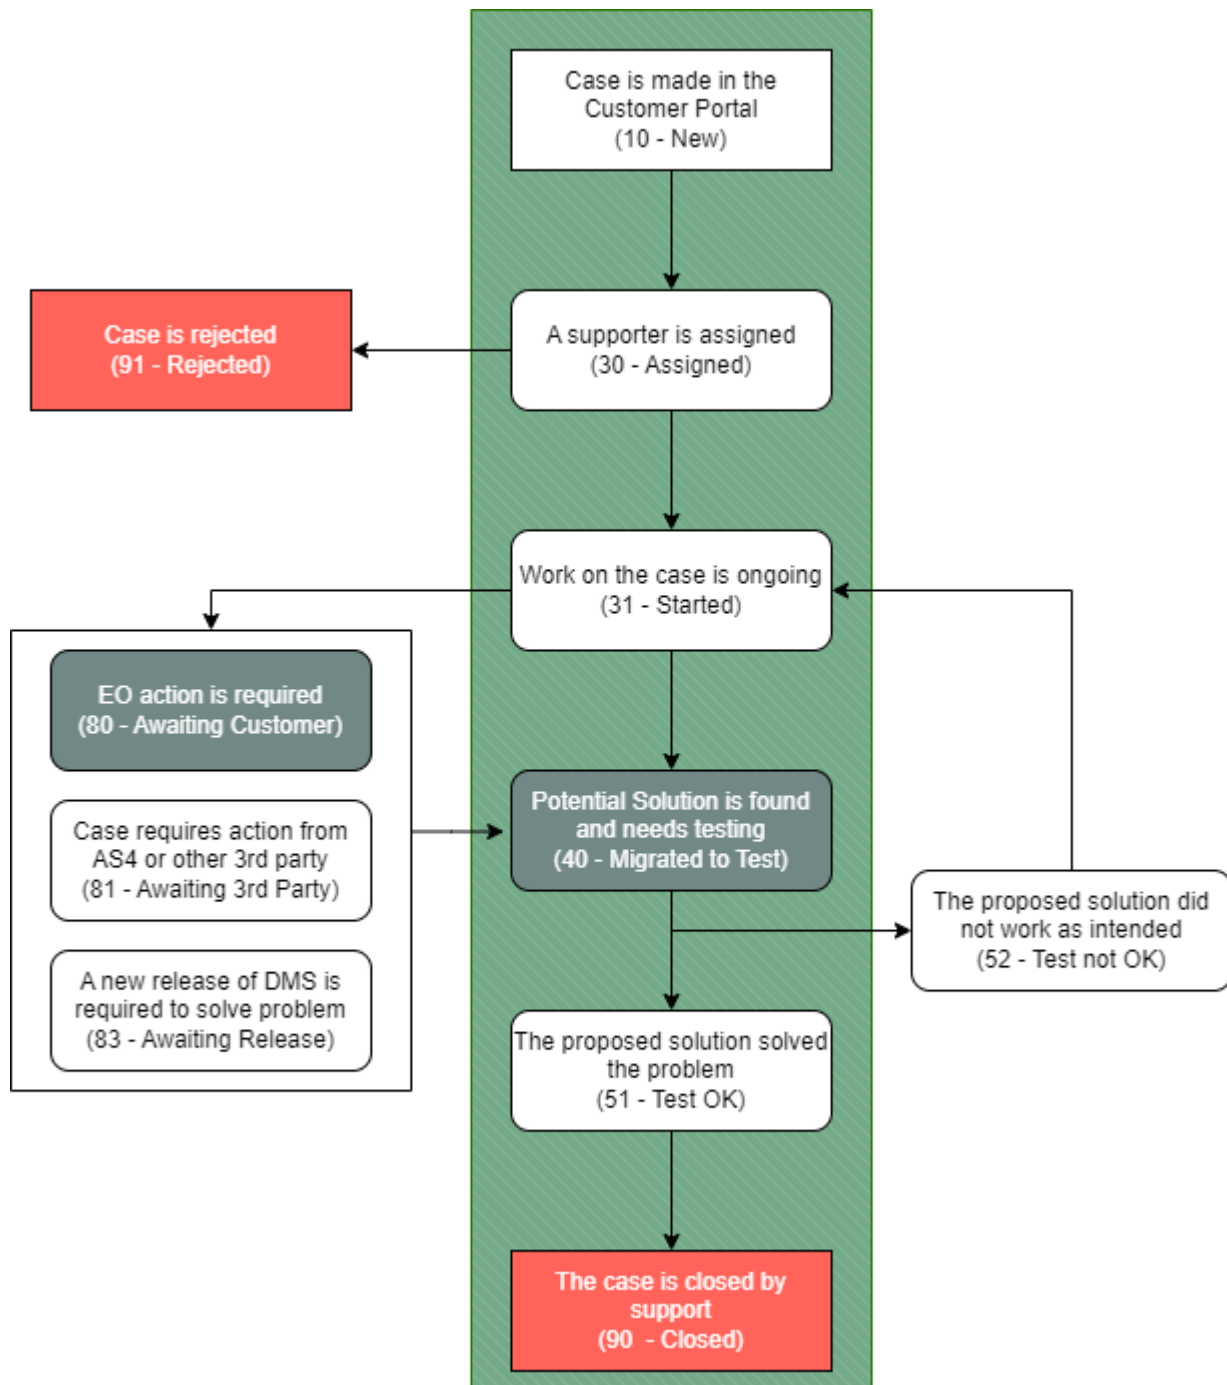 Case is made in the
Customer Portal
(10 - New)
Case is rejected
(91 - Rejected)
A supporter is assigned
(30 - Assigned)
Work on the case is ongoing
(31 - Started)
EO action is required
(80 - Awaiting Customer)
Case requires action from
AS4 or other 3rd party
(81 - Awaiting 3rd Party)
A new release of DMS is
required to solve problem
(83 - Awaiting Release)
Potential Solution is found
and needs testing
(40 - Migrated to Test)
The proposed solution did
not work as intended
(52 - Test not OK)
The proposed solution solved
the problem
(51 - Test OK)
The case is closed by
support
(90 - Closed)